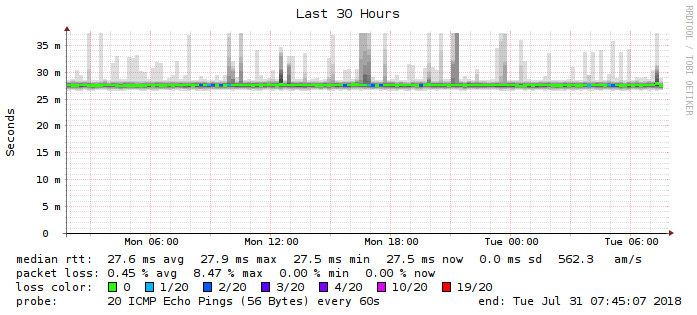 Last 30 Hours
RRDTOOL / TOBI OETIKER
Seconds
35 m
30 m
25 m
20 m
15 m
10 m
5 m
0
Mon 06:00 Mon 12:00 Mon 18:00 Tue 00:00 Tue 06:00
median rtt: 27.6 ms avg 27.9 ms max 27.5 ms min 27.5 ms now 0.0 ms sd 562.3 am/s
packet loss: 0.45 % avg 8.47 % max 0.00 % min 0.00 % now
loss color: 0 1/20 2/20 3/20 4/20 10/20 19/20
probe: 20 ICMP Echo Pings (56 Bytes) every 60s end: Tue Jul 31 07:45:07 2018